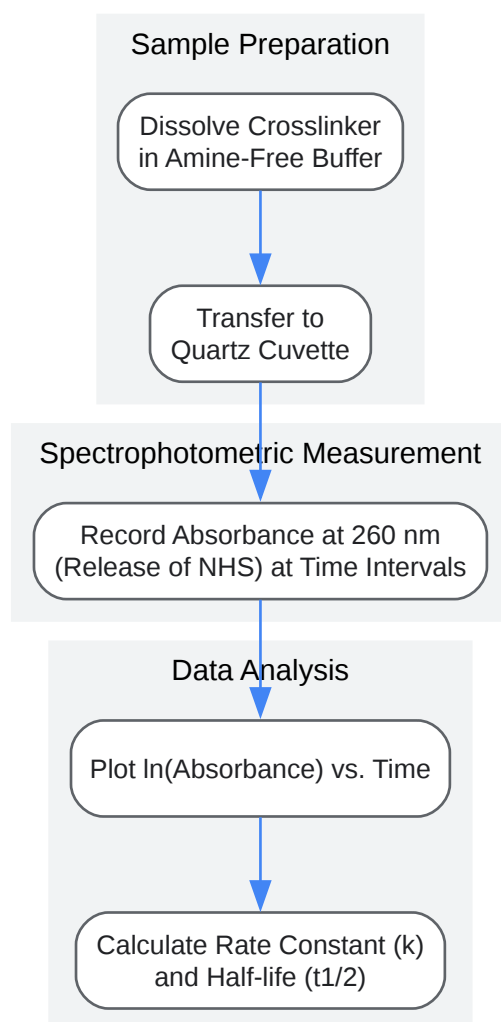 Sample Preparation
Dissolve Crosslinker
in Amine-Free Buffer
Transfer to
Quartz Cuvette
Spectrophotometric Measurement
Record Absorbance at 260 nm
(Release of NHS) at Time Intervals
Data Analysis
Plot ln(Absorbance) vs. Time
Calculate Rate Constant (k)
and Half-life (t1/2)